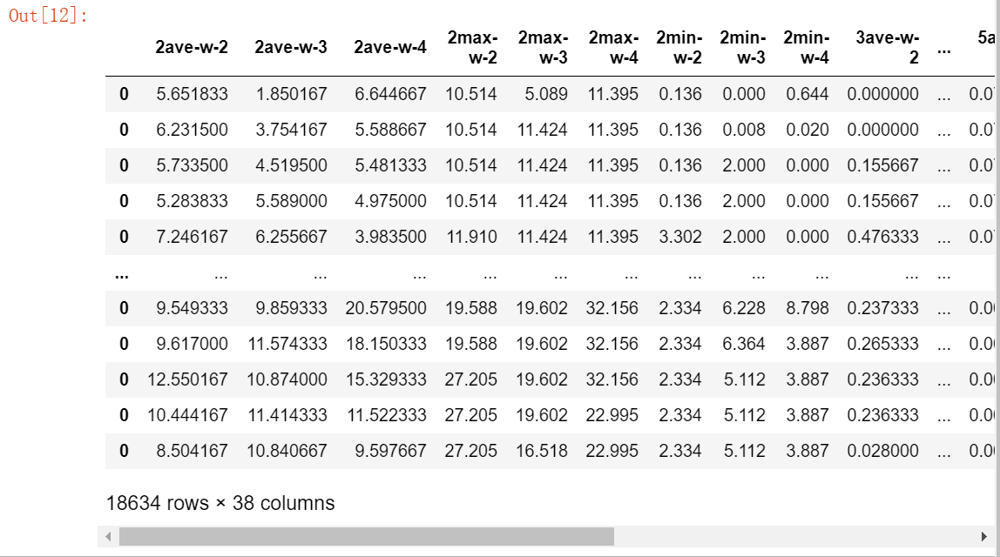 Out[12]:
2ave-w-2 2ave-w-3 2ave-w-4 2max-w-2 2max-w-3 2max-w-4 2min-w-2 2min-w-3 2min-w-4 3ave-w-2 ... 5a
0 5.651833 1.850167 6.644667 10.514 5.089 11.395 0.136 0.000 0.644 0.000000 ... 0.0
0 6.231500 3.754167 5.588667 10.514 11.424 11.395 0.136 0.008 0.020 0.000000 ... 0.0
0 5.733500 4.519500 5.481333 10.514 11.424 11.395 0.136 2.000 0.000 0.155667 ... 0.0
0 5.283833 5.589000 4.975000 10.514 11.424 11.395 0.136 2.000 0.000 0.155667 ... 0.0
0 7.246167 6.255667 3.983500 11.910 11.424 11.395 3.302 2.000 0.000 0.476333 ... 0.0
... ... ... ... ... ... ... ... ... ... ... ...
0 9.549333 9.859333 20.579500 19.588 19.602 32.156 2.334 6.228 8.798 0.237333 ... 0.0
0 9.617000 11.574333 18.150333 19.588 19.602 32.156 2.334 6.364 3.887 0.265333 ... 0.0
0 12.550167 10.874000 15.329333 27.205 19.602 32.156 2.334 5.112 3.887 0.236333 ... 0.0
0 10.444167 11.414333 11.522333 27.205 19.602 22.995 2.334 5.112 3.887 0.236333 ... 0.0
0 8.504167 10.840667 9.597667 27.205 16.518 22.995 2.334 5.112 3.887 0.028000 ... 0.0
18634 rows × 38 columns